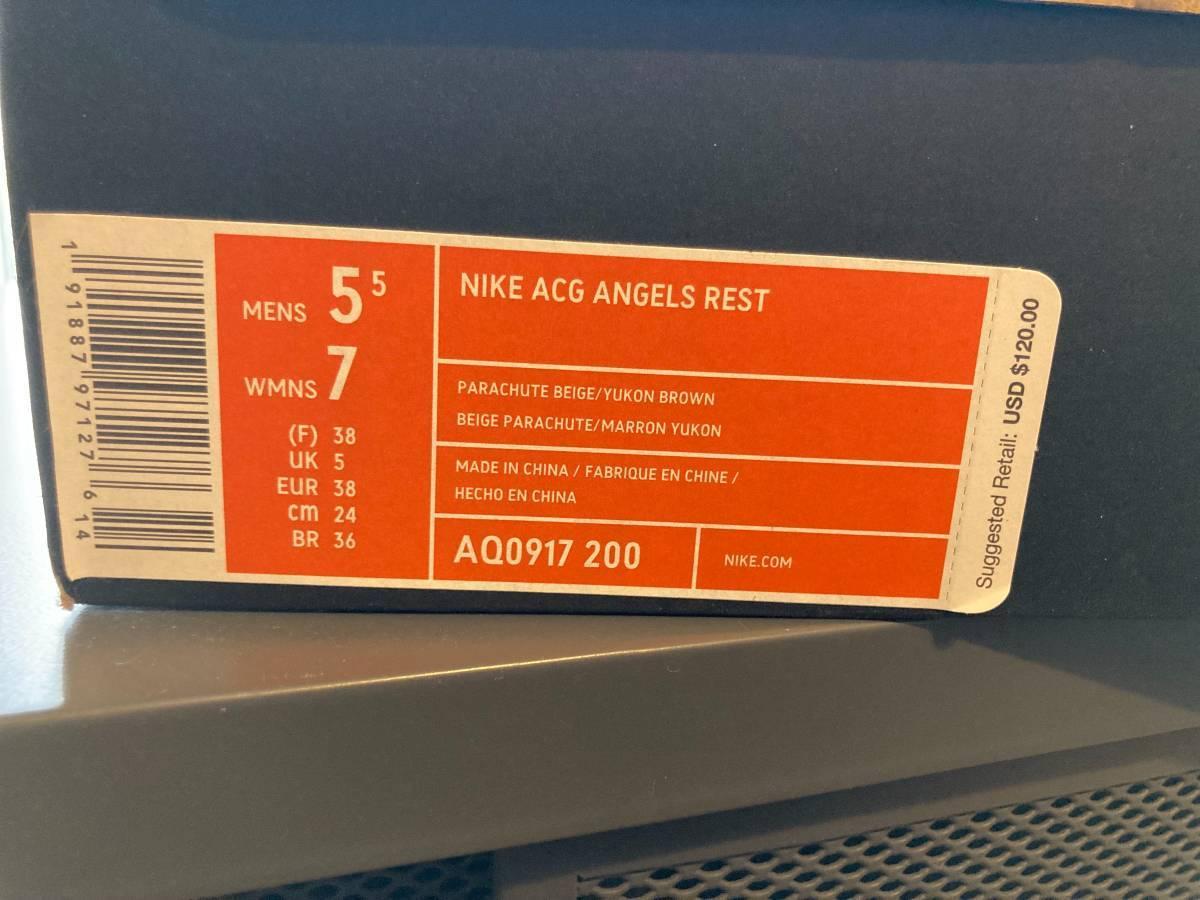 1 91887 97127 6 14
MENS 5 5
WMNS 7
(F) 38
UK 5
EUR 38
cm 24
BR 36
NIKE ACG ANGELS REST
PARACHUTE BEIGE/YUKON BROWN
BEIGE PARACHUTE/MARRON YUKON
MADE IN CHINA / FABRIQUE EN CHINE /
HECHO EN CHINA
AQ0917 200
NIKE.COM
Suggested Retail: USD $120.00